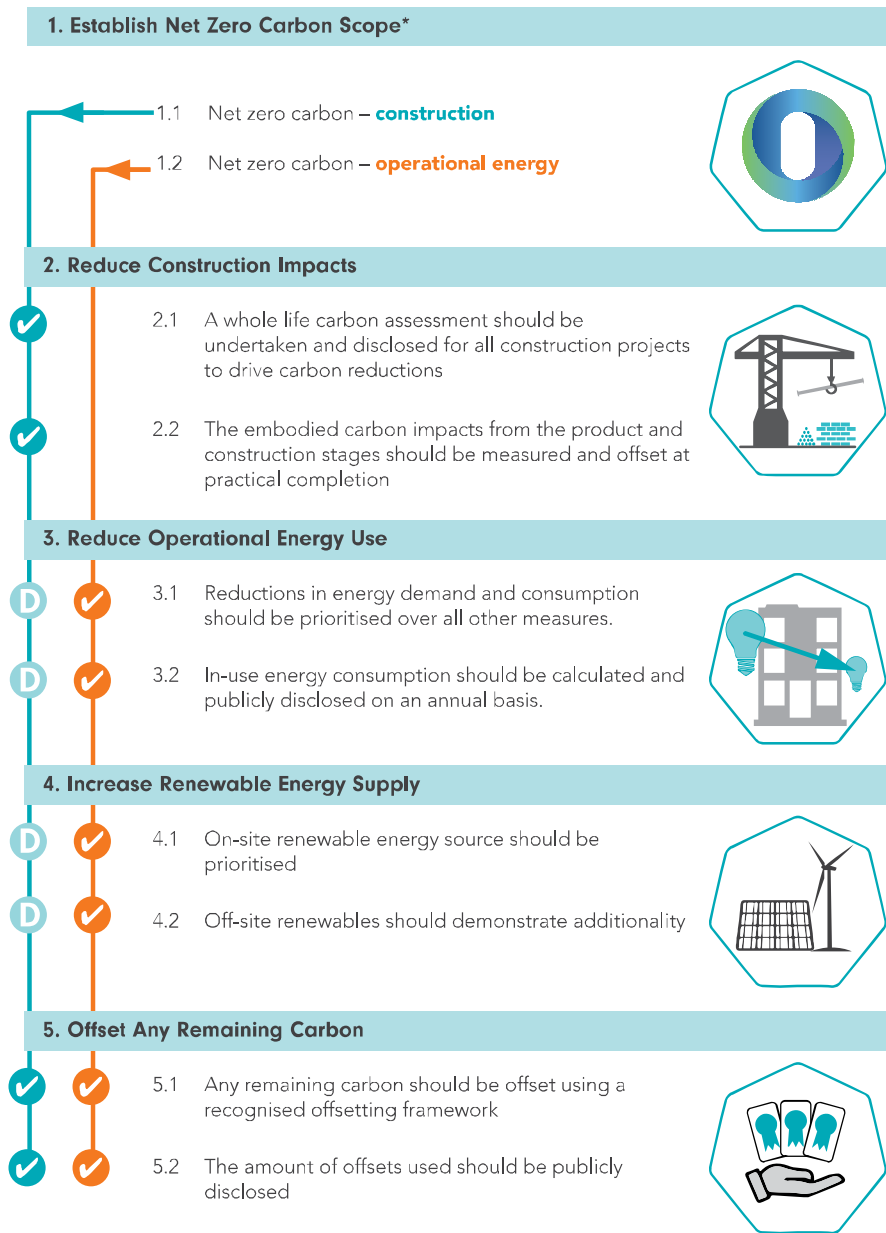 1. Establish Net Zero Carbon Scope*
1.1 Net zero carbon – construction
1.2 Net zero carbon – operational energy
2. Reduce Construction Impacts
2.1 A whole life carbon assessment should be
undertaken and disclosed for all construction projects
to drive carbon reductions
2.2 The embodied carbon impacts from the product and
construction stages should be measured and offset at
practical completion
3. Reduce Operational Energy Use
D 3.1 Reductions in energy demand and consumption
should be prioritised over all other measures.
D 3.2 In-use energy consumption should be calculated and
publicly disclosed on an annual basis.
4. Increase Renewable Energy Supply
D 4.1 On-site renewable energy source should be
prioritised
D 4.2 Off-site renewables should demonstrate additionality
5. Offset Any Remaining Carbon
5.1 Any remaining carbon should be offset using a
recognised offsetting framework
5.2 The amount of offsets used should be publicly
disclosed